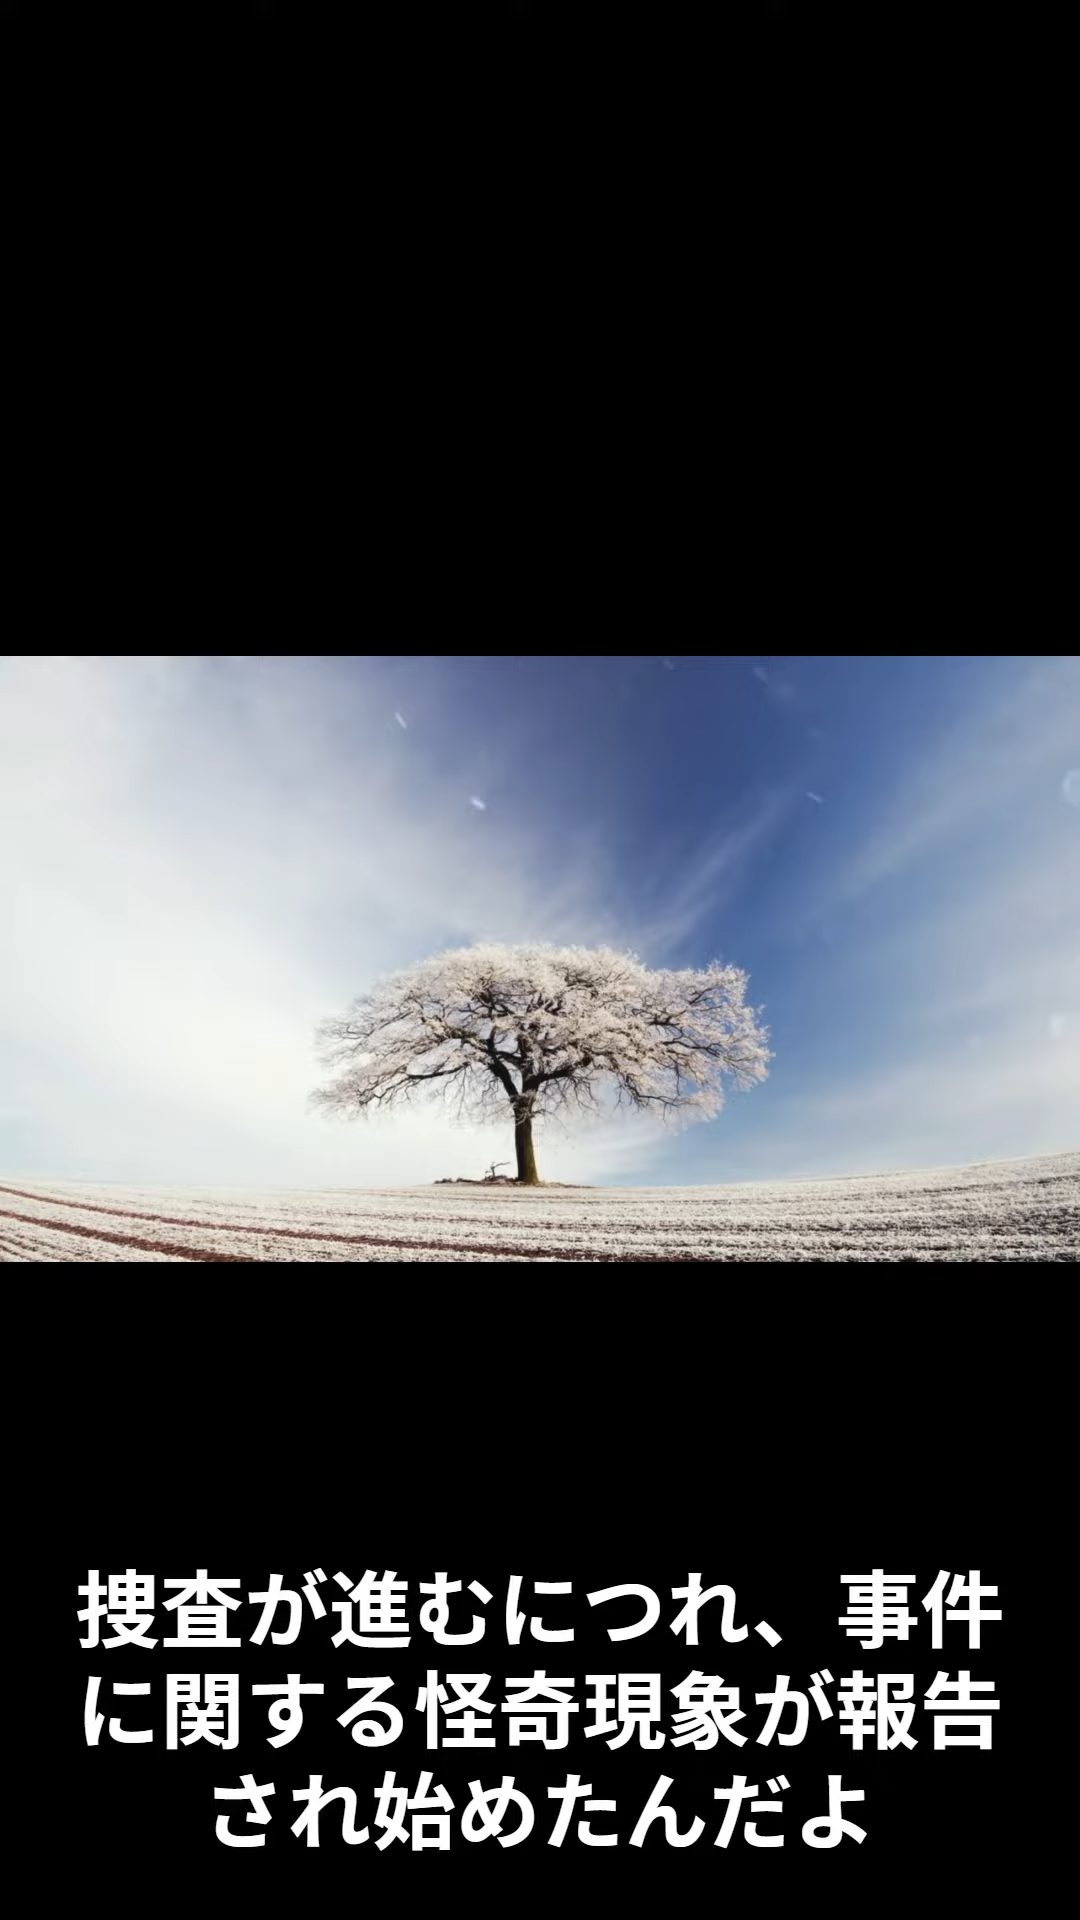 捜査が進むにつれ、事件
に関する怪奇現象が報告
され始めたんだよ